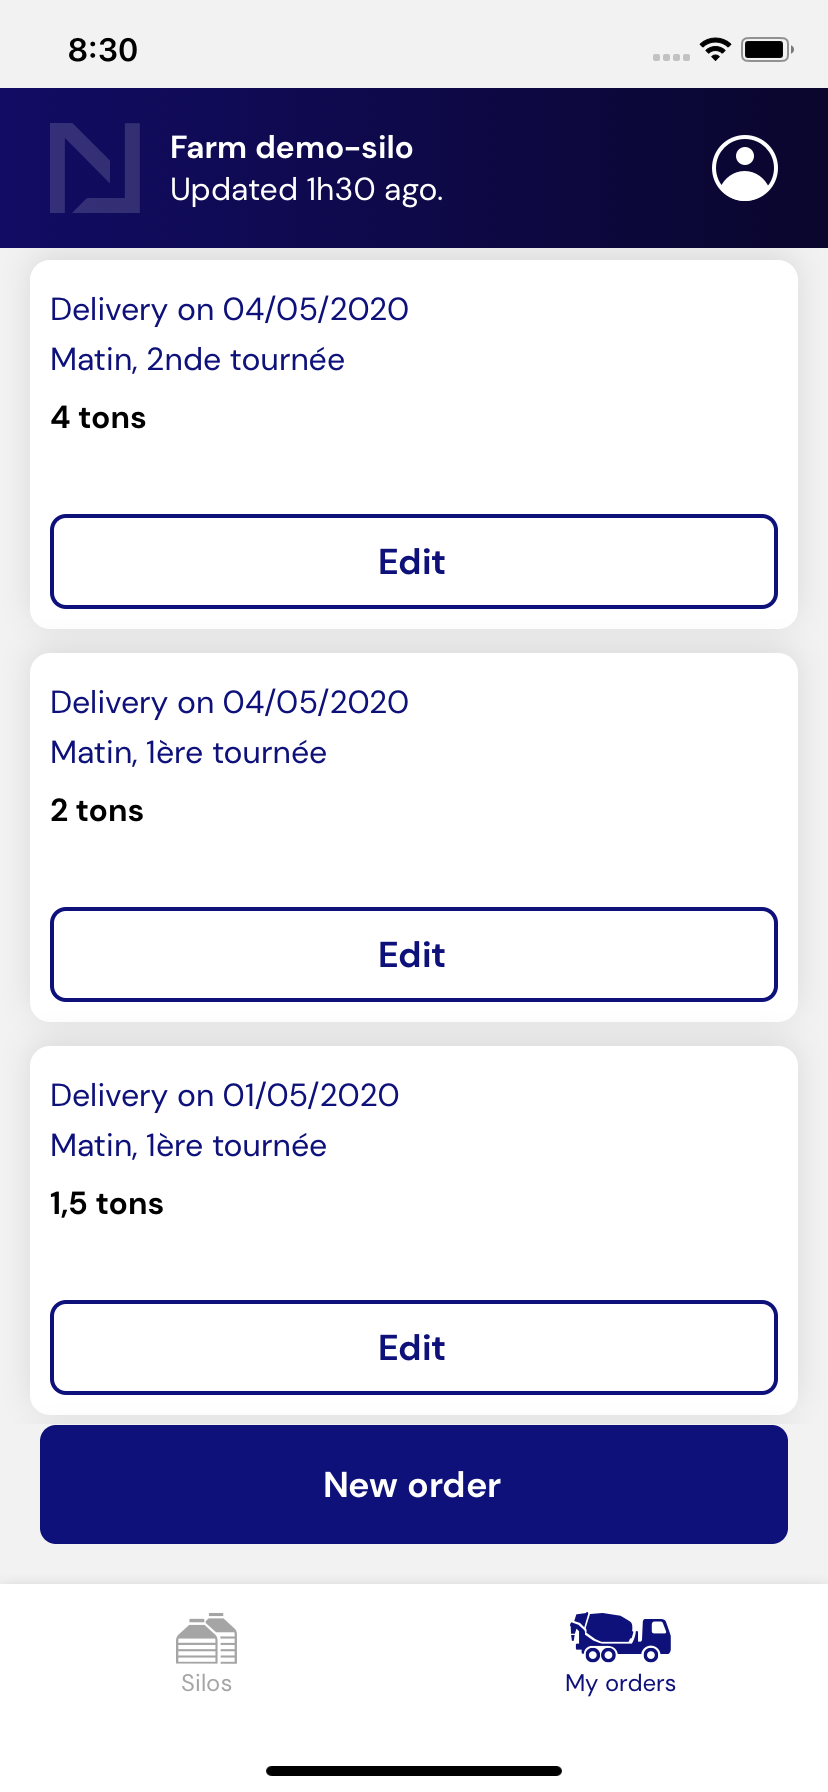 8:30
Farm demo-silo
Updated 1h30 ago.
Delivery on 04/05/2020
Matin, 2nde tournée
4 tons
Edit
Delivery on 04/05/2020
Matin, 1ère tournée
2 tons
Edit
Delivery on 01/05/2020
Matin, 1ère tournée
1,5 tons
Edit
New order
Silos
My orders